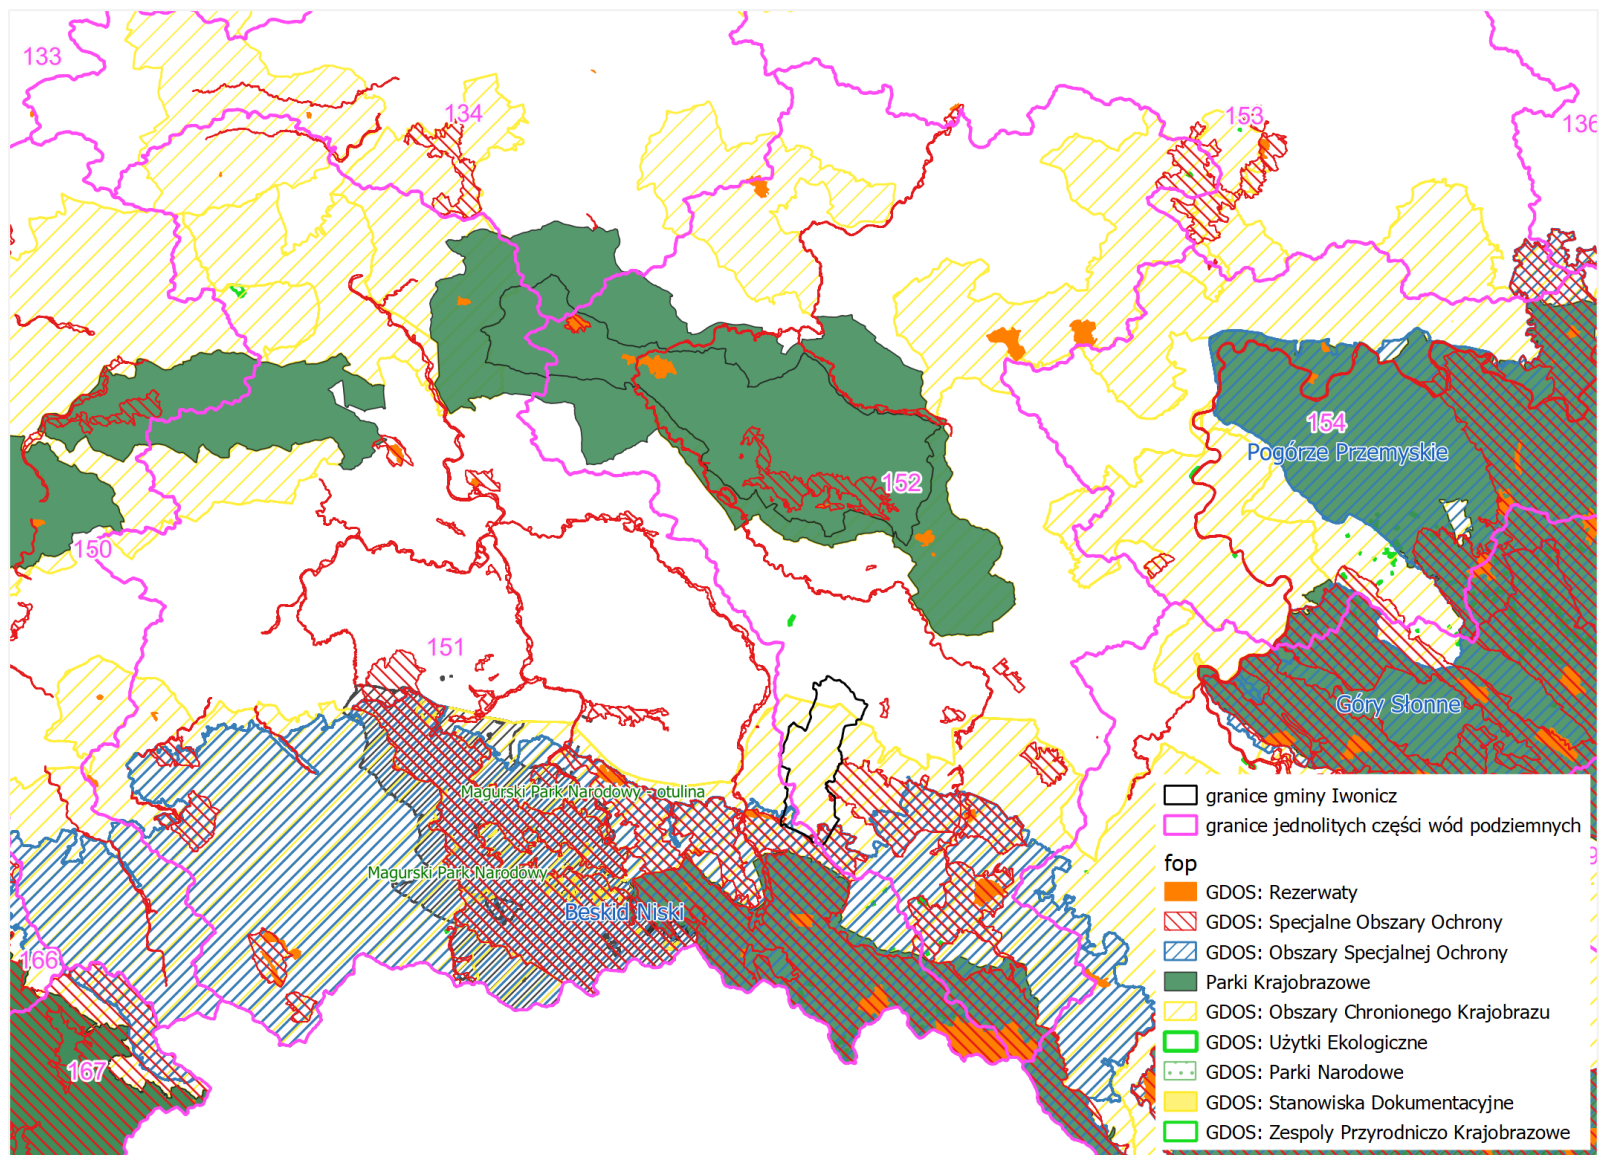 133
134
153
136
154
Pogórze Przemyskie
152
150
151
Góry Słonne
Magurski Park Narodowy - otulina
Magurski Park Narodowy
Beskid Niski
166
167
9
granice gminy Iwonicz
granice jednolitych części wód podziemnych
fop
GDOS: Rezerwaty
GDOS: Specjalne Obszary Ochrony
GDOS: Obszary Specjalnej Ochrony
Parki Krajobrazowe
GDOS: Obszary Chronionego Krajobrazu
GDOS: Użytki Ekologiczne
GDOS: Parki Narodowe
GDOS: Stanowiska Dokumentacyjne
GDOS: Zespoly Przyrodniczo Krajobrazowe